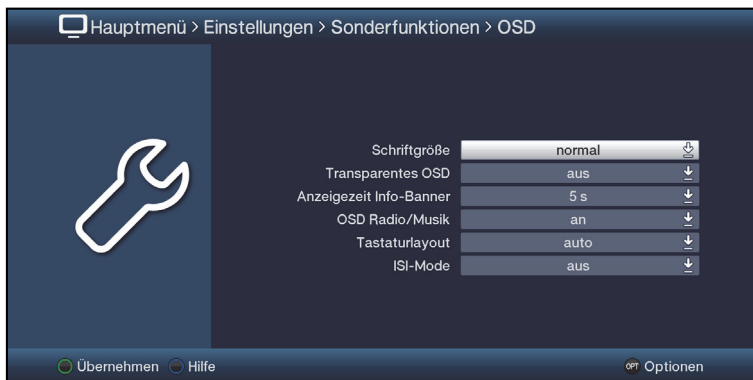 Hauptmenü > Einstellungen > Sonderfunktionen > OSD
Schriftgröße normal
Transparentes OSD aus
Anzeigezeit Info-Banner 5 s
OSD Radio/Musik an
Tastaturlayout auto
ISI-Mode aus
Übernehmen Hilfe OPT Optionen